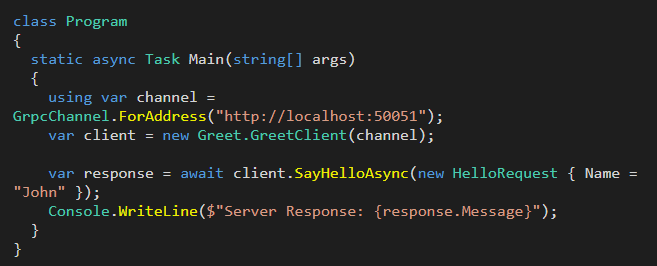 class Program
{
  static async Task Main(string[] args)
  {
    using var channel =
GrpcChannel.ForAddress("http://localhost:50051");
    var client = new Greet.GreetClient(channel);

    var response = await client.SayHelloAsync(new HelloRequest { Name =
"John" });
    Console.WriteLine($"Server Response: {response.Message}");
  }
}